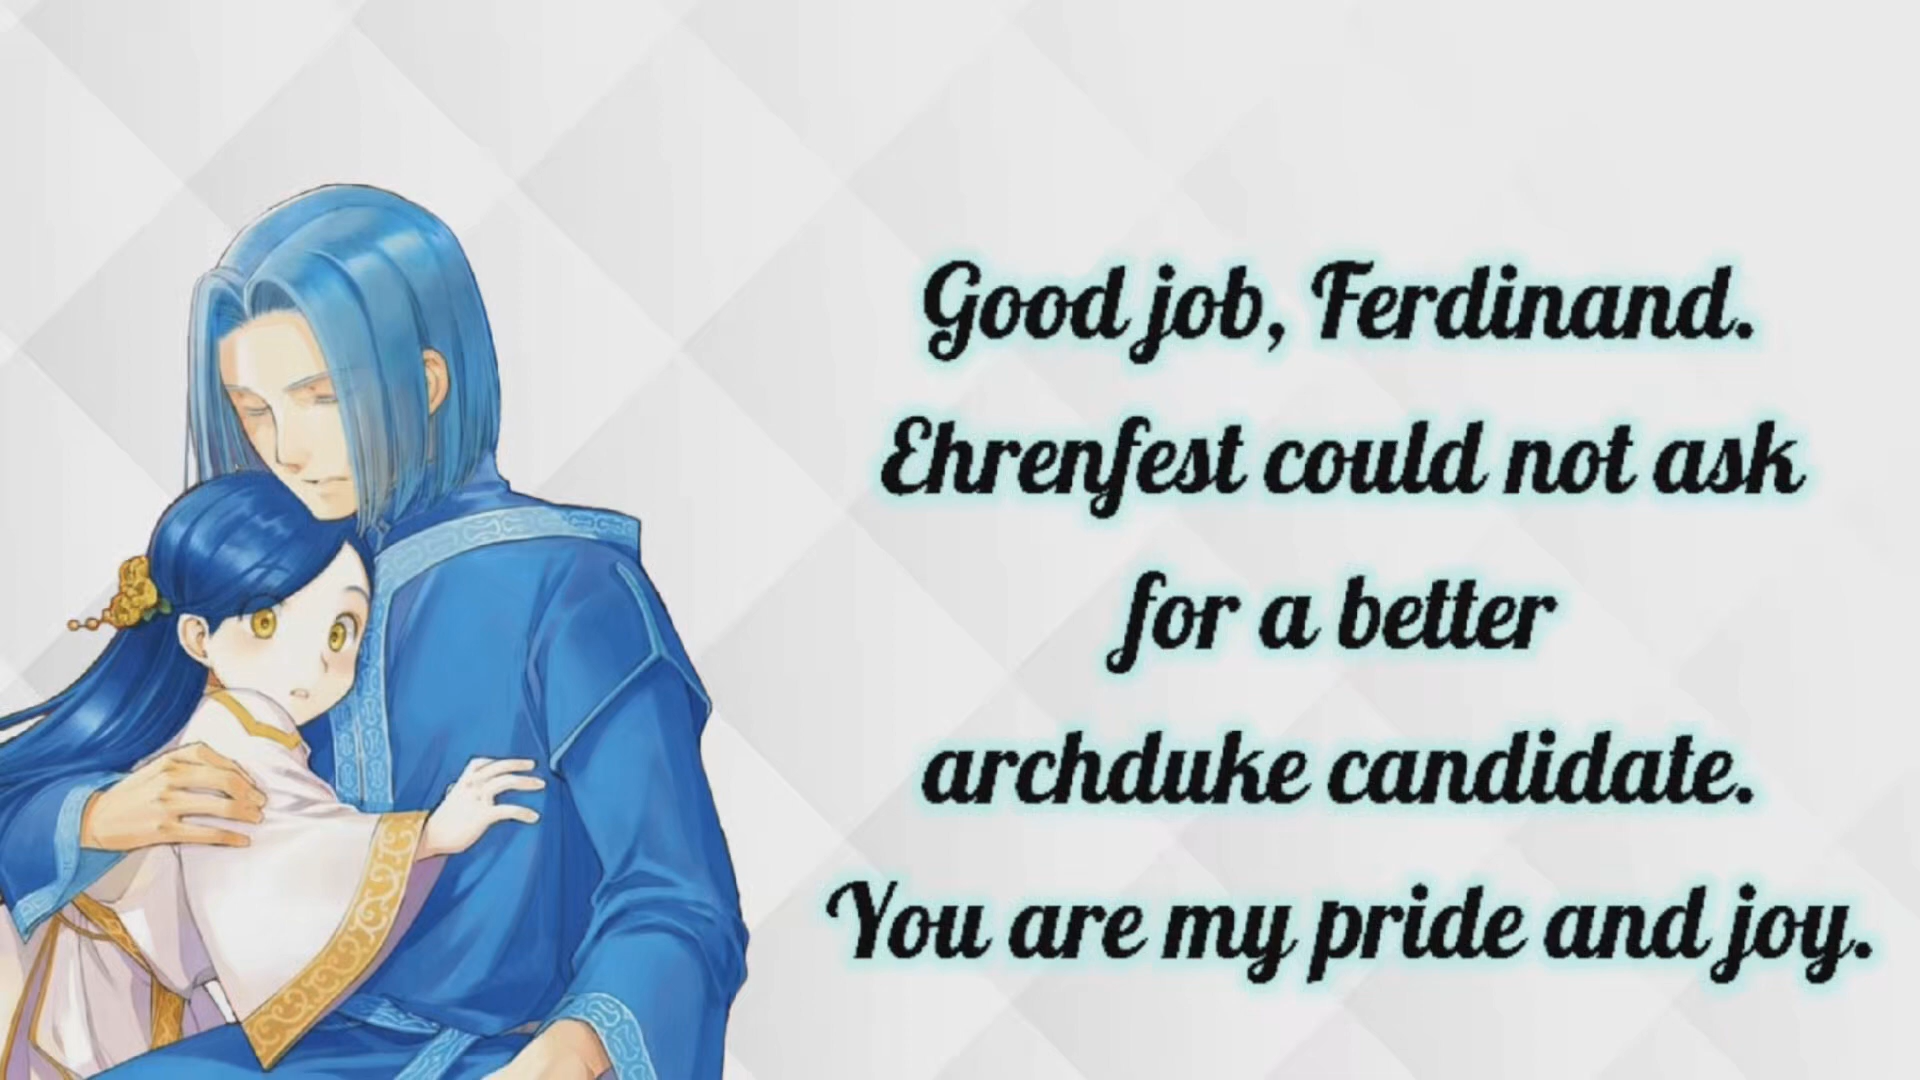 Good job, Ferdinand.
Ehrenfest could not ask
for a better
archduke candidate.
You are my pride and joy.